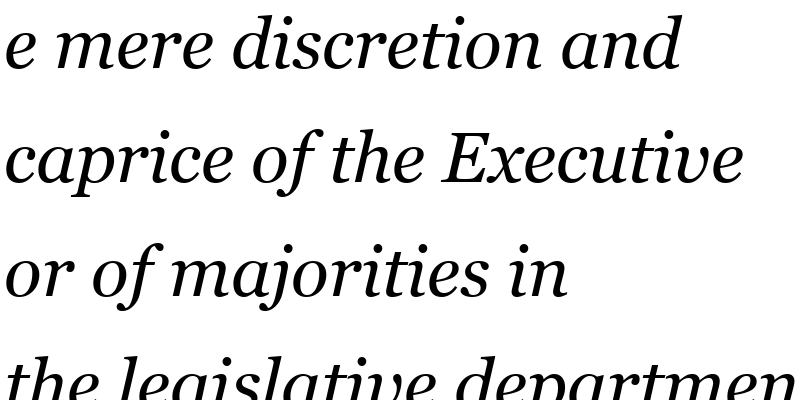 e mere discretion and
caprice of the Executive
or of majorities in
the legislative departmen